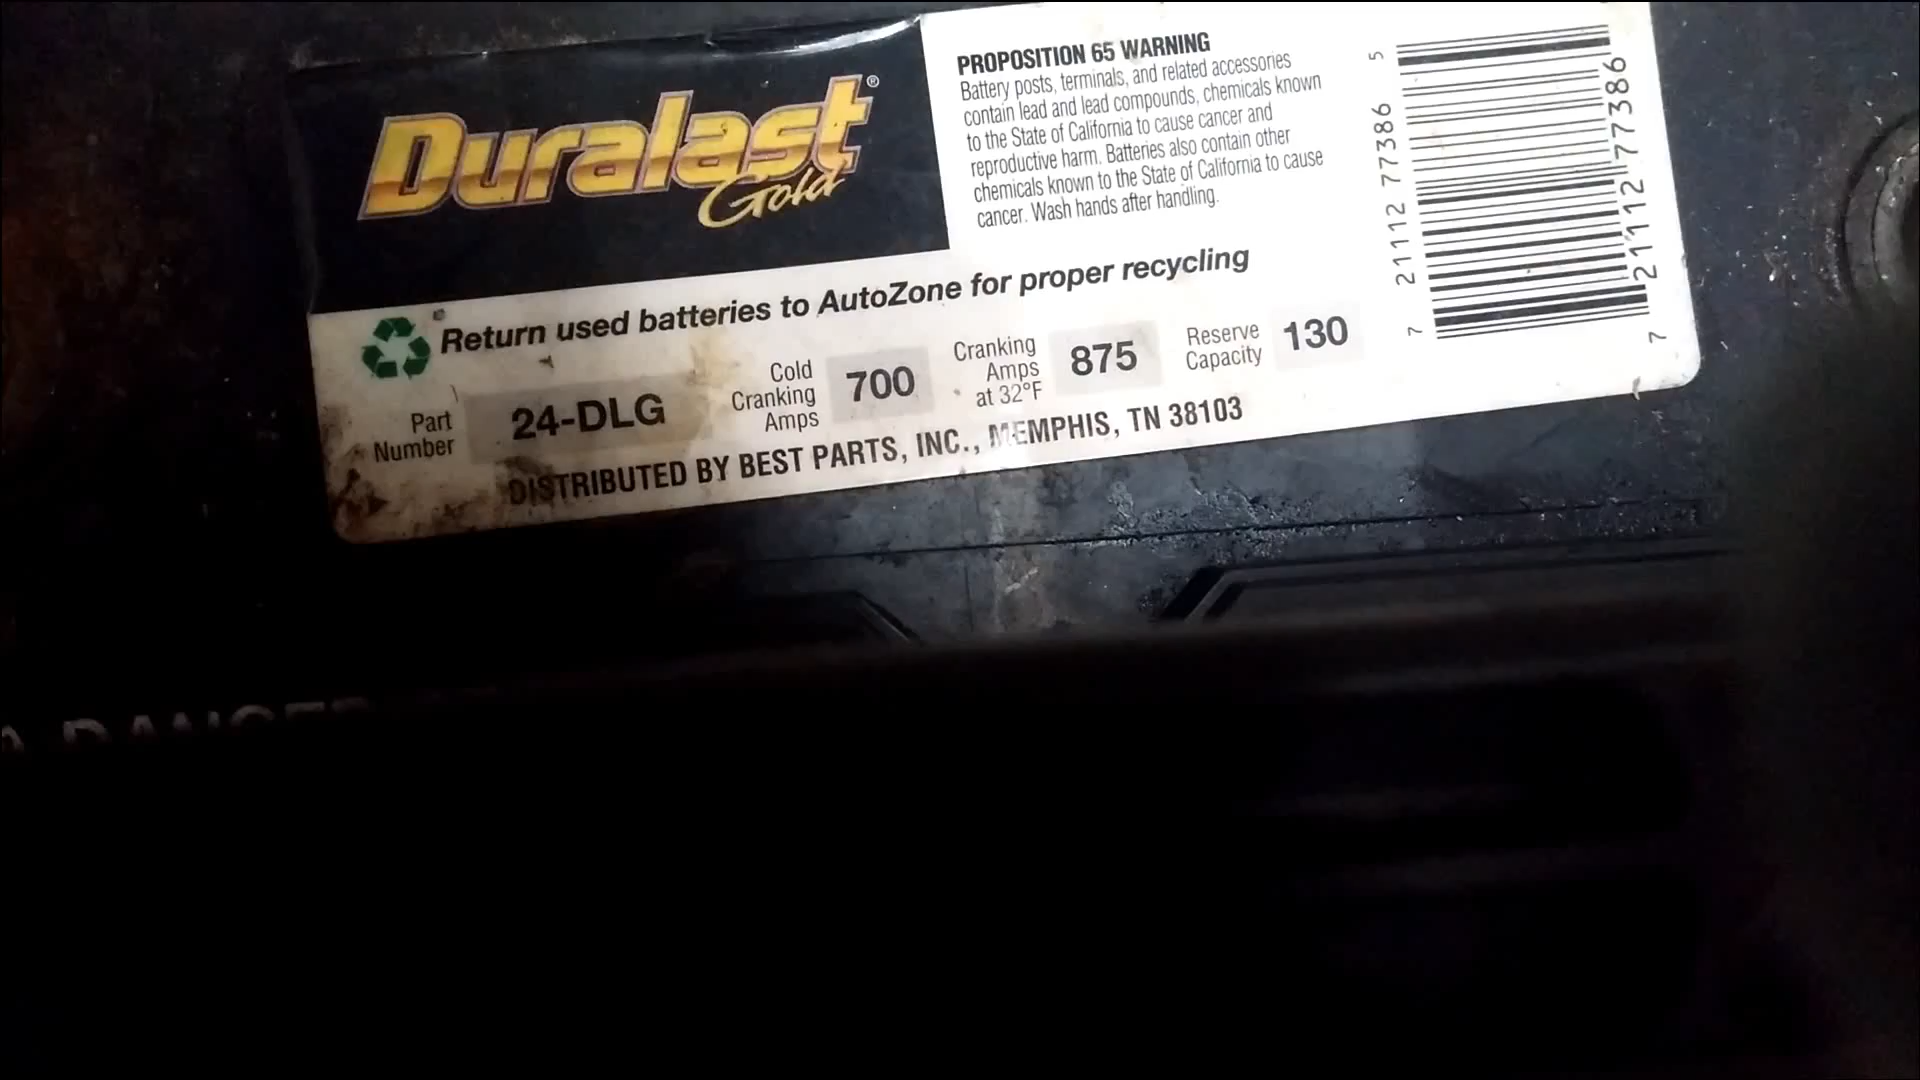 Duralast®
Gold
PROPOSITION 65 WARNING
Battery posts, terminals, and related accessories
contain lead and lead compounds, chemicals known
to the State of California to cause cancer and
reproductive harm. Batteries also contain other
chemicals known to the State of California to cause
cancer. Wash hands after handling.
7 21112 77386 5
7 21112 77386
Return used batteries to AutoZone for proper recycling
Part Number 24-DLG
Cold Cranking Amps 700
Cranking Amps at 32°F 875
Reserve Capacity 130
DISTRIBUTED BY BEST PARTS, INC., MEMPHIS, TN 38103
DANGER